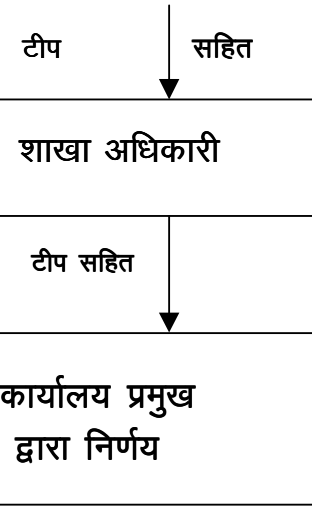 टीप सहित
शाखा अधिकारी
टीप सहित
कार्यालय प्रमुख
द्वारा निर्णय